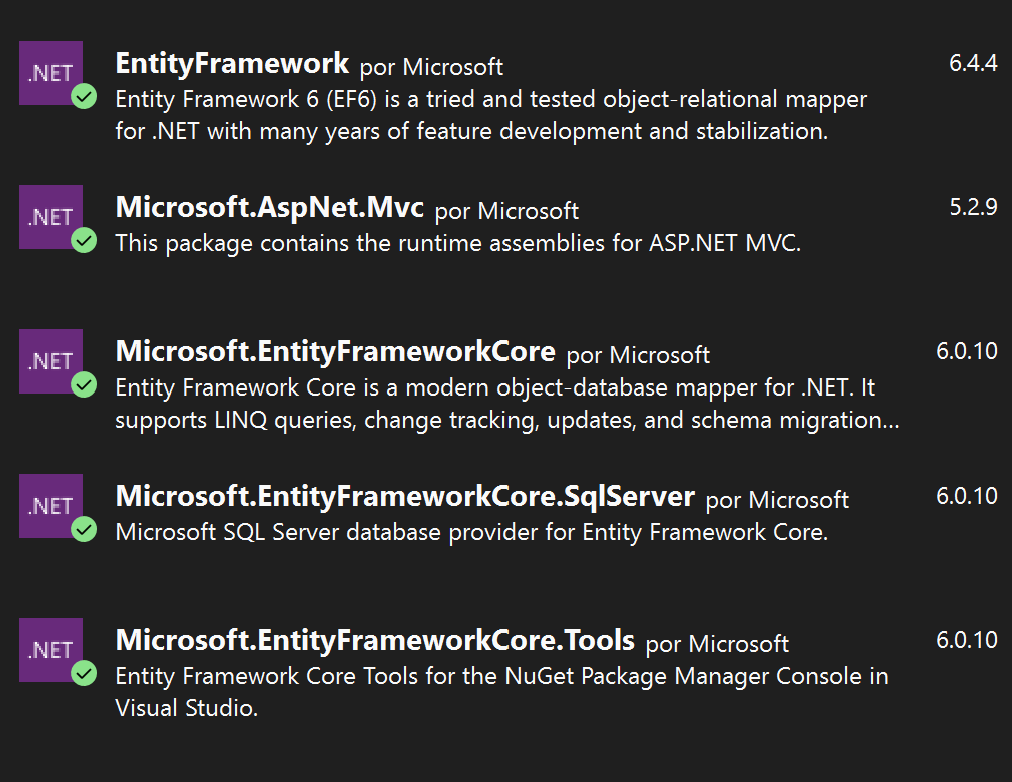 .NET
EntityFramework por Microsoft 6.4.4
Entity Framework 6 (EF6) is a tried and tested object-relational mapper
for .NET with many years of feature development and stabilization.
.NET
Microsoft.AspNet.Mvc por Microsoft 5.2.9
This package contains the runtime assemblies for ASP.NET MVC.
.NET
Microsoft.EntityFrameworkCore por Microsoft 6.0.10
Entity Framework Core is a modern object-database mapper for .NET. It
supports LINQ queries, change tracking, updates, and schema migration...
.NET
Microsoft.EntityFrameworkCore.SqlServer por Microsoft 6.0.10
Microsoft SQL Server database provider for Entity Framework Core.
.NET
Microsoft.EntityFrameworkCore.Tools por Microsoft 6.0.10
Entity Framework Core Tools for the NuGet Package Manager Console in
Visual Studio.